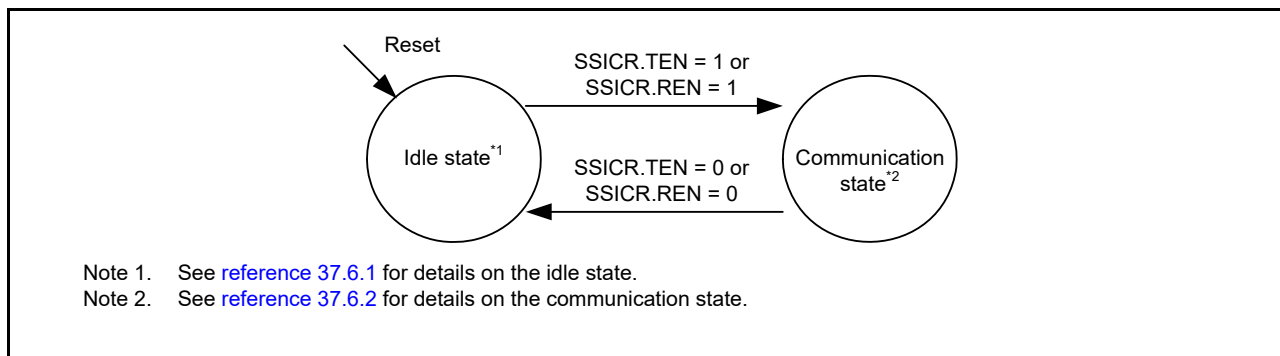 Reset
SSICR.TEN = 1 or
SSICR.REN = 1
Idle state*1
SSICR.TEN = 0 or
SSICR.REN = 0
Communication
state*2
Note 1. See reference 37.6.1 for details on the idle state.
Note 2. See reference 37.6.2 for details on the communication state.